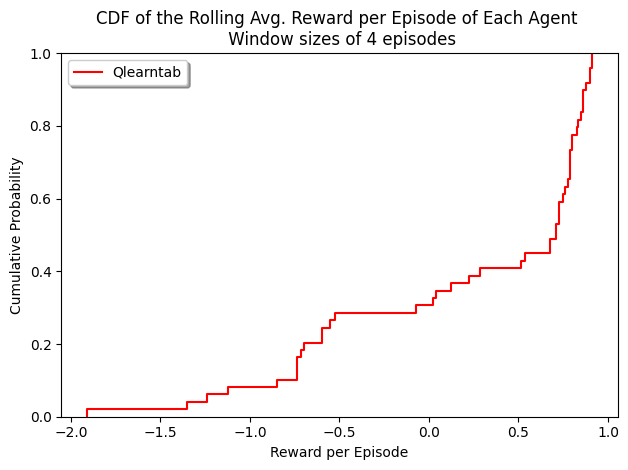 CDF of the Rolling Avg. Reward per Episode of Each Agent
Window sizes of 4 episodes
Qlearntab
1.0
0.8
0.6
0.4
0.2
0.0
Cumulative Probability
−2.0 −1.5 −1.0 −0.5 0.0 0.5 1.0
Reward per Episode